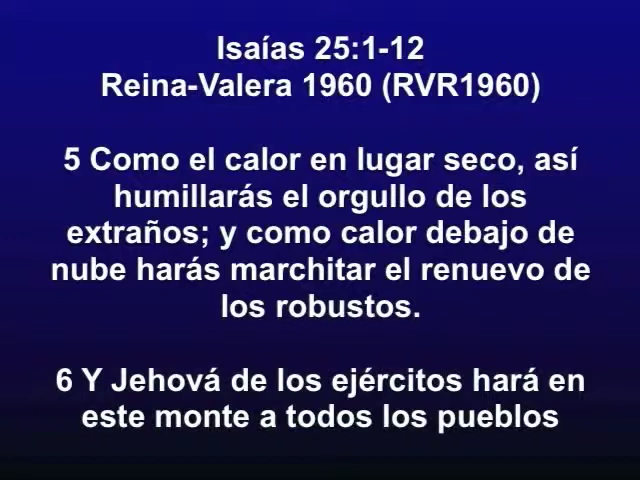 Isaías 25:1-12
Reina-Valera 1960 (RVR1960)
5 Como el calor en lugar seco, así
humillarás el orgullo de los
extraños; y como calor debajo de
nube harás marchitar el renuevo de
los robustos.
6 Y Jehová de los ejércitos hará en
este monte a todos los pueblos